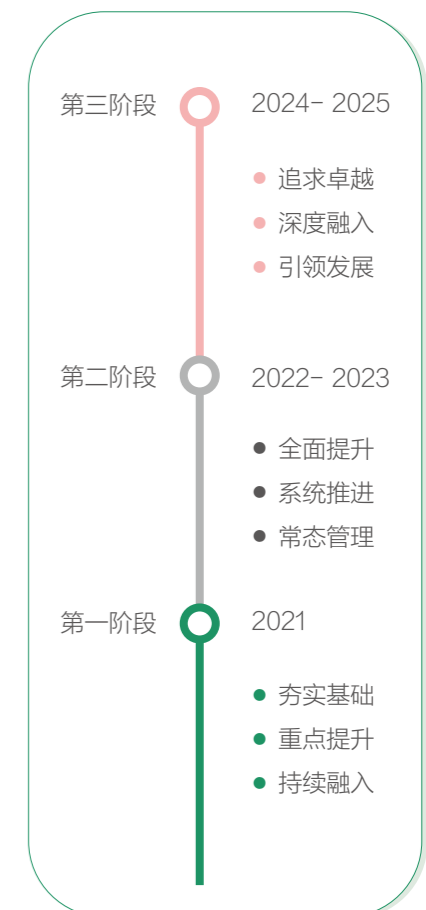 第三阶段 2024- 2025
追求卓越
深度融入
引领发展
第二阶段 2022- 2023
全面提升
系统推进
常态管理
第一阶段 2021
夯实基础
重点提升
持续融入